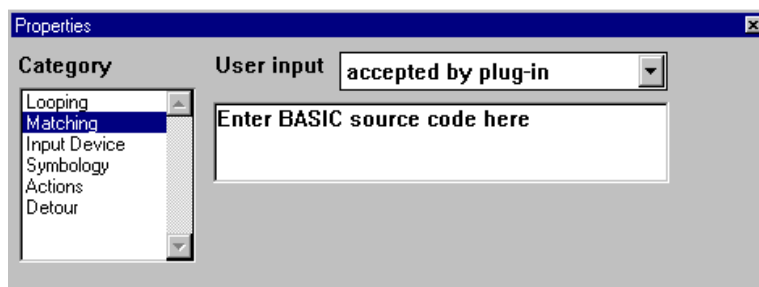 Properties
Category
User input
accepted by plug-in
Looping
Matching
Input Device
Symbology
Actions
Detour
Enter BASIC source code here